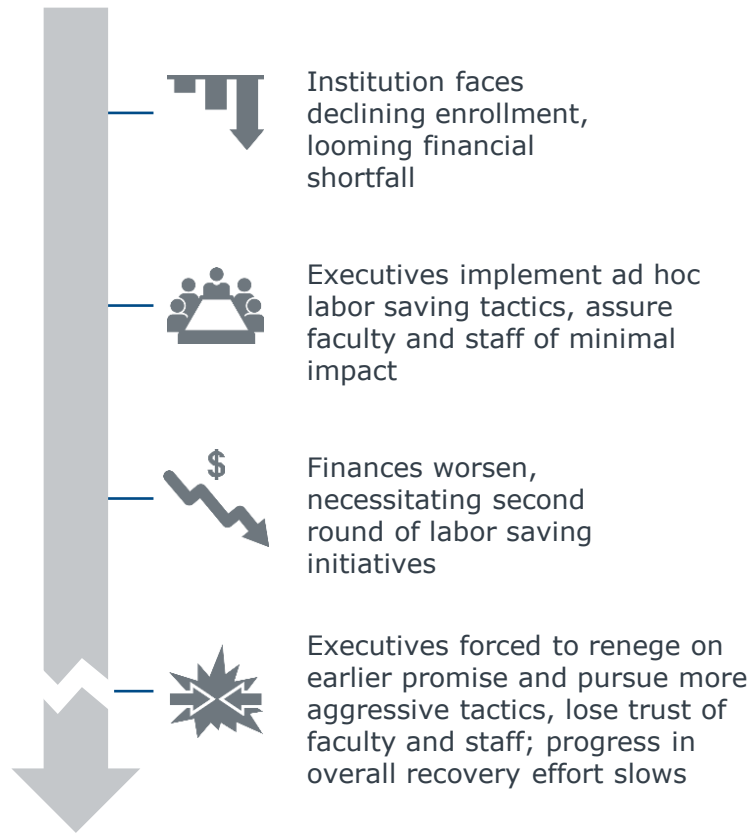 Institution faces
declining enrollment,
looming financial
shortfall
Executives implement ad hoc
labor saving tactics, assure
faculty and staff of minimal
impact
$
Finances worsen,
necessitating second
round of labor saving
initiatives
Executives forced to renege on
earlier promise and pursue more
aggressive tactics, lose trust of
faculty and staff; progress in
overall recovery effort slows